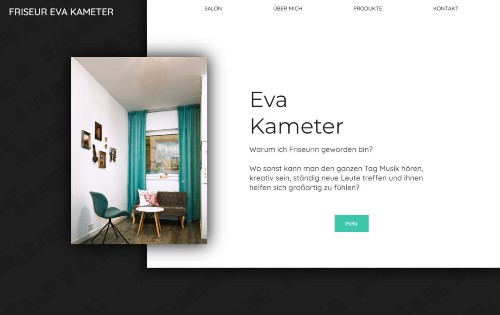 FRISEUR EVA KAMETER
SALON
ÜBER MICH
PRODUKTE
KONTAKT
Eva
Kameter
Warum ich Friseurin geworden bin?
Wo sonst kann man den ganzen Tag Musik hören,
kreativ sein, ständig neue Leute treffen und ihnen
helfen sich großartig zu fühlen?
Mehr